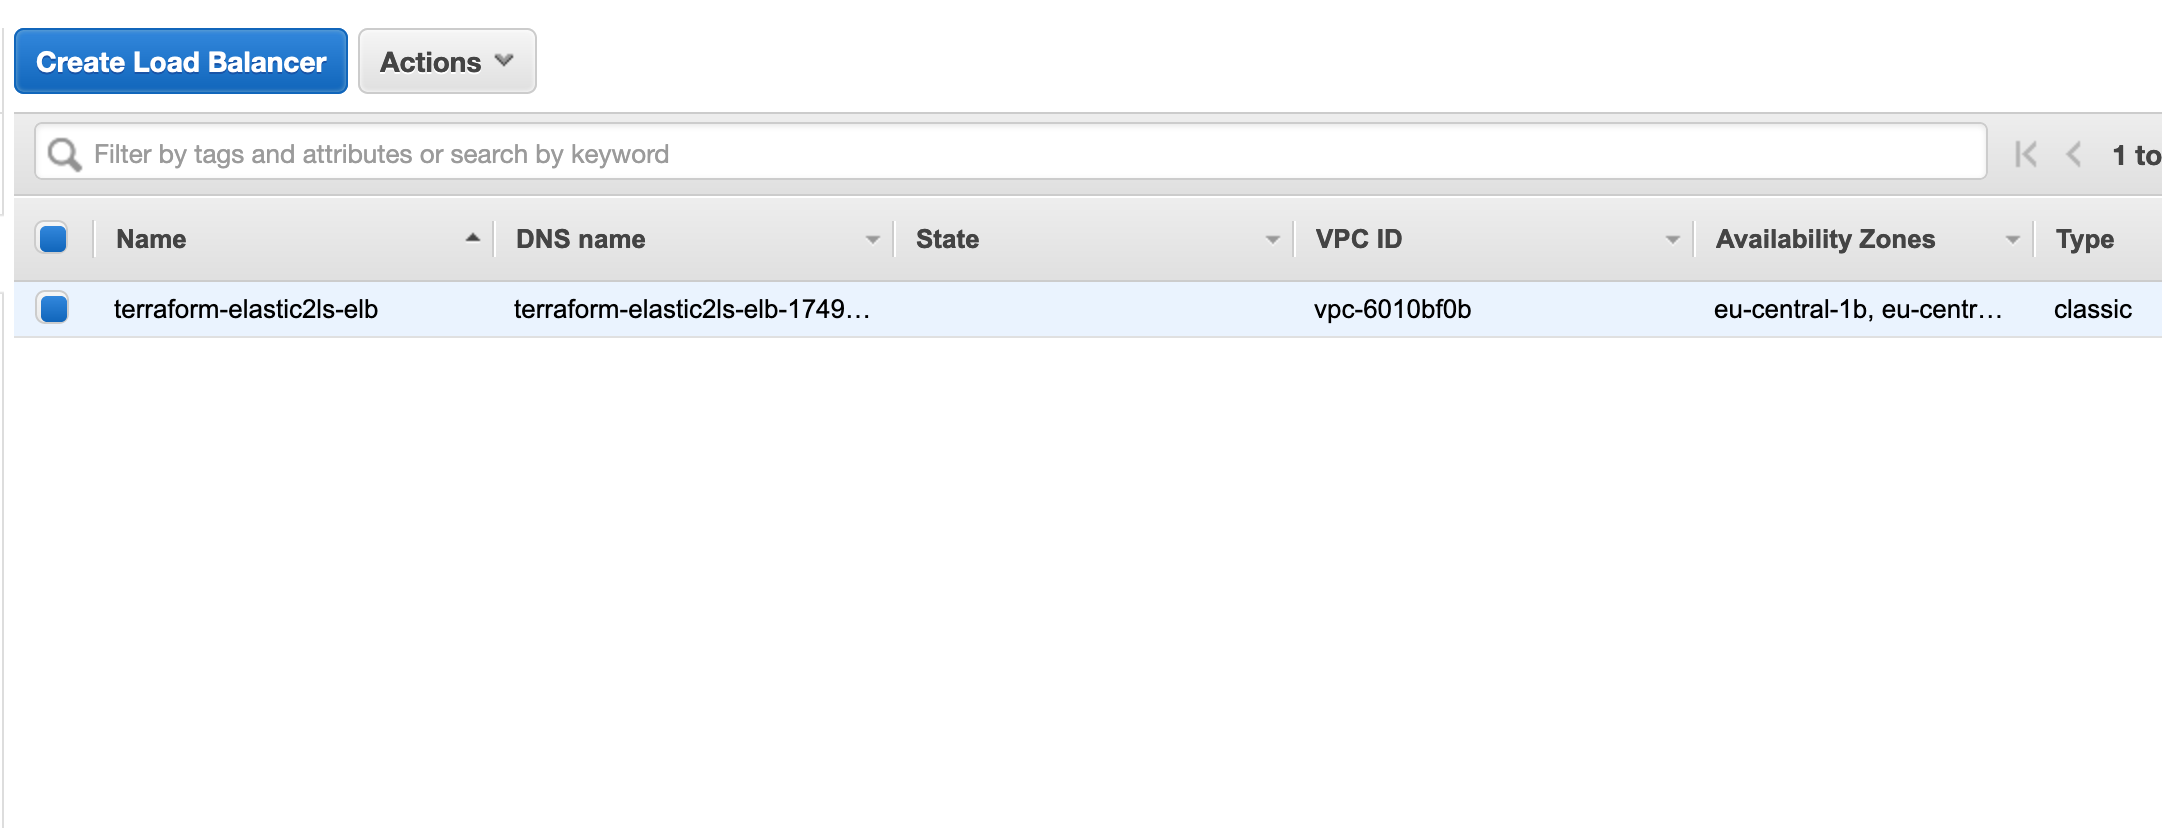 Create Load Balancer Actions
Filter by tags and attributes or search by keyword 1 to
Name DNS name State VPC ID Availability Zones Type
terraform-elastic2ls-elb terraform-elastic2ls-elb-1749... vpc-6010bf0b eu-central-1b, eu-centr... classic